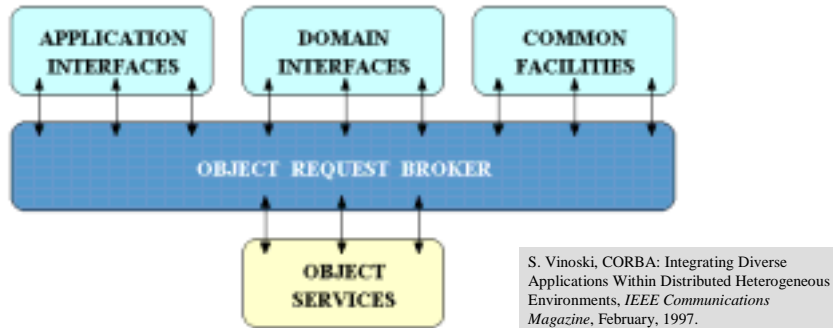 APPLICATION
INTERFACES
DOMAIN
INTERFACES
COMMON
FACILITIES
OBJECT REQUEST BROKER
OBJECT
SERVICES
S. Vinoski, CORBA: Integrating Diverse
Applications Within Distributed Heterogeneous
Environments, IEEE Communications
Magazine, February, 1997.